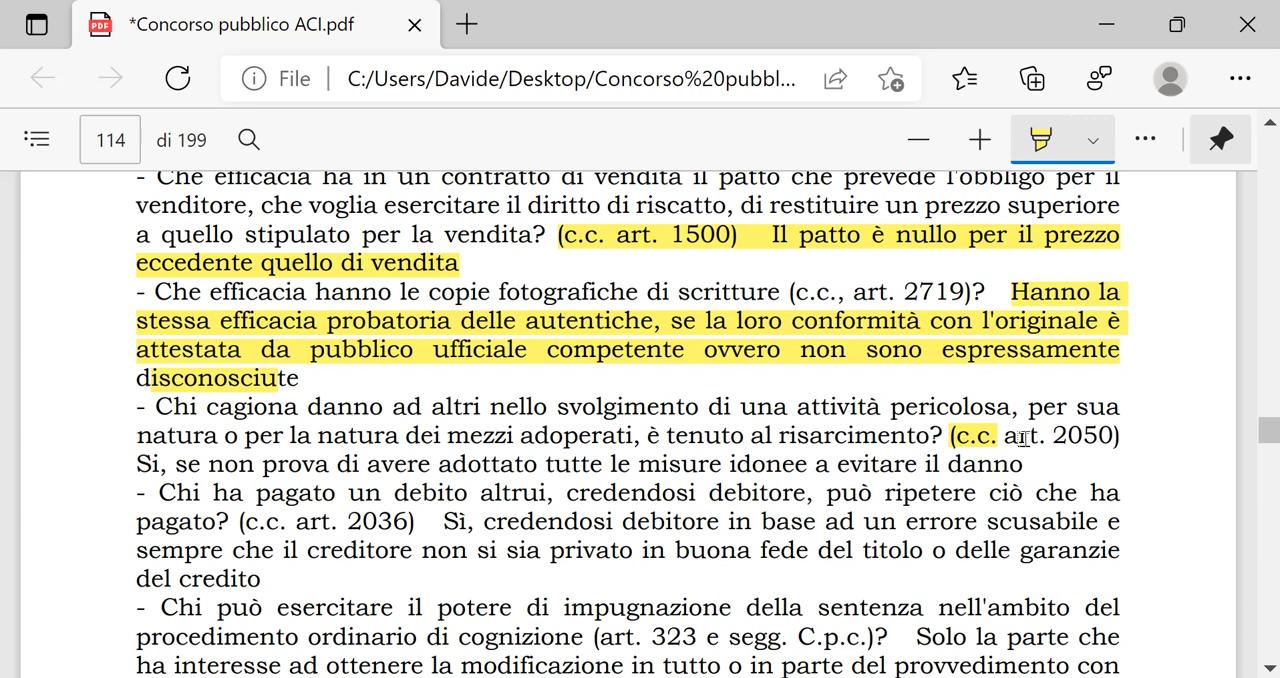 PDF *Concorso pubblico ACI.pdf
File C:/Users/Davide/Desktop/Concorso%20pubbl...
114 di 199
- Che efficacia ha in un contratto di vendita il patto che prevede l'obbligo per il
venditore, che voglia esercitare il diritto di riscatto, di restituire un prezzo superiore
a quello stipulato per la vendita? (c.c. art. 1500) Il patto è nullo per il prezzo
eccedente quello di vendita
- Che efficacia hanno le copie fotografiche di scritture (c.c., art. 2719)? Hanno la
stessa efficacia probatoria delle autentiche, se la loro conformità con l'originale è
attestata da pubblico ufficiale competente ovvero non sono espressamente
disconosciute
- Chi cagiona danno ad altri nello svolgimento di una attività pericolosa, per sua
natura o per la natura dei mezzi adoperati, è tenuto al risarcimento? (c.c. art. 2050)
Si, se non prova di avere adottato tutte le misure idonee a evitare il danno
- Chi ha pagato un debito altrui, credendosi debitore, può ripetere ciò che ha
pagato? (c.c. art. 2036) Sì, credendosi debitore in base ad un errore scusabile e
sempre che il creditore non si sia privato in buona fede del titolo o delle garanzie
del credito
- Chi può esercitare il potere di impugnazione della sentenza nell'ambito del
procedimento ordinario di cognizione (art. 323 e segg. C.p.c.)? Solo la parte che
ha interesse ad ottenere la modificazione in tutto o in parte del provvedimento con